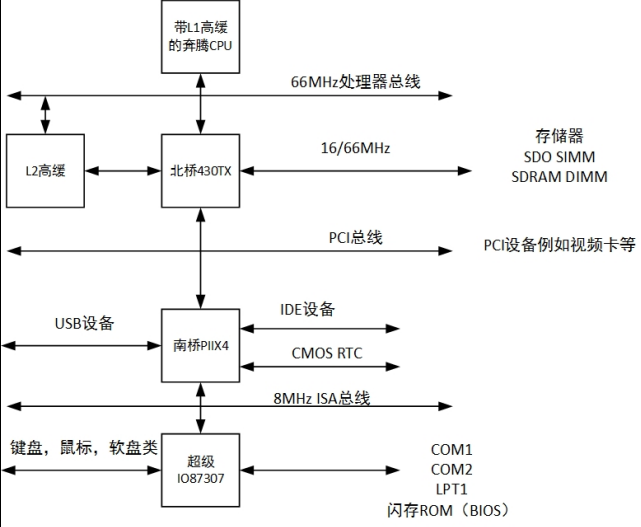 带L1高缓
的奔腾CPU
66MHz处理器总线
L2高缓
北桥430TX
16/66MHz
存储器
SDO SIMM
SDRAM DIMM
PCI总线
PCI设备例如视频卡等
USB设备
南桥PIIX4
IDE设备
CMOS RTC
8MHz ISA总线
键盘，鼠标，软盘类
超级
IO87307
COM1
COM2
LPT1
闪存ROM（BIOS）